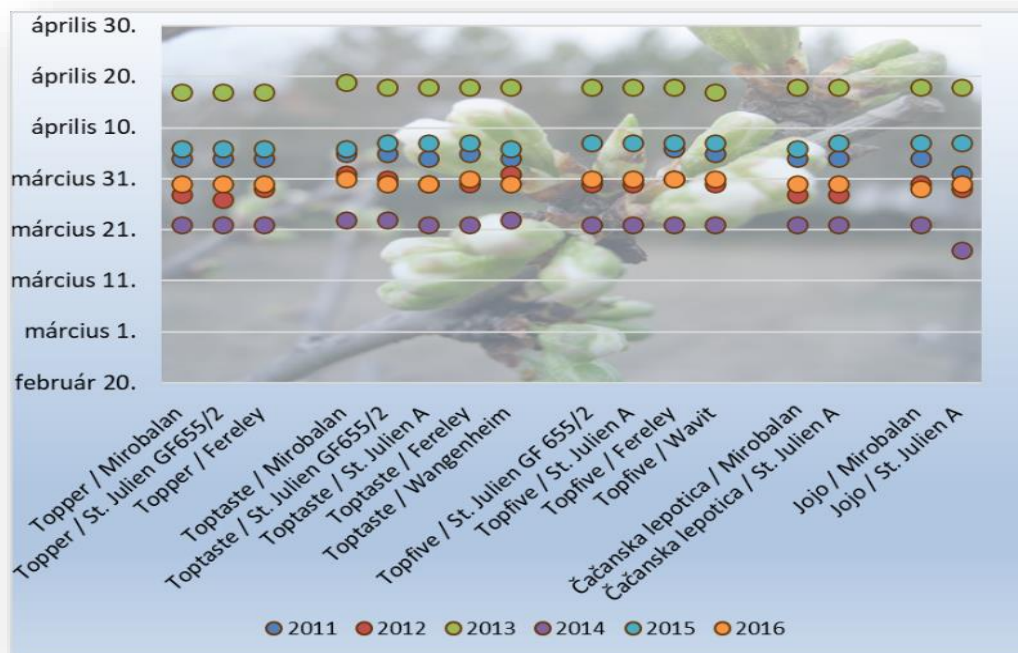 április 30.
április 20.
április 10.
március 31.
március 21.
március 11.
március 1.
február 20.
Topper / Mirobalan
Topper / St. Julien GF655/2
Topper / Fereley
Toptaste / Mirobalan
Toptaste / St. Julien GF655/2
Toptaste / St. Julien A
Toptaste / Fereley
Toptaste / Wangenheim
Topfive / St. Julien GF 655/2
Topfive / St. Julien A
Topfive / Fereley
Topfive / Wavit
Čačanska lepotica / Mirobalan
Čačanska lepotica / St. Julien A
Jojo / Mirobalan
Jojo / St. Julien A
2011 2012 2013 2014 2015 2016